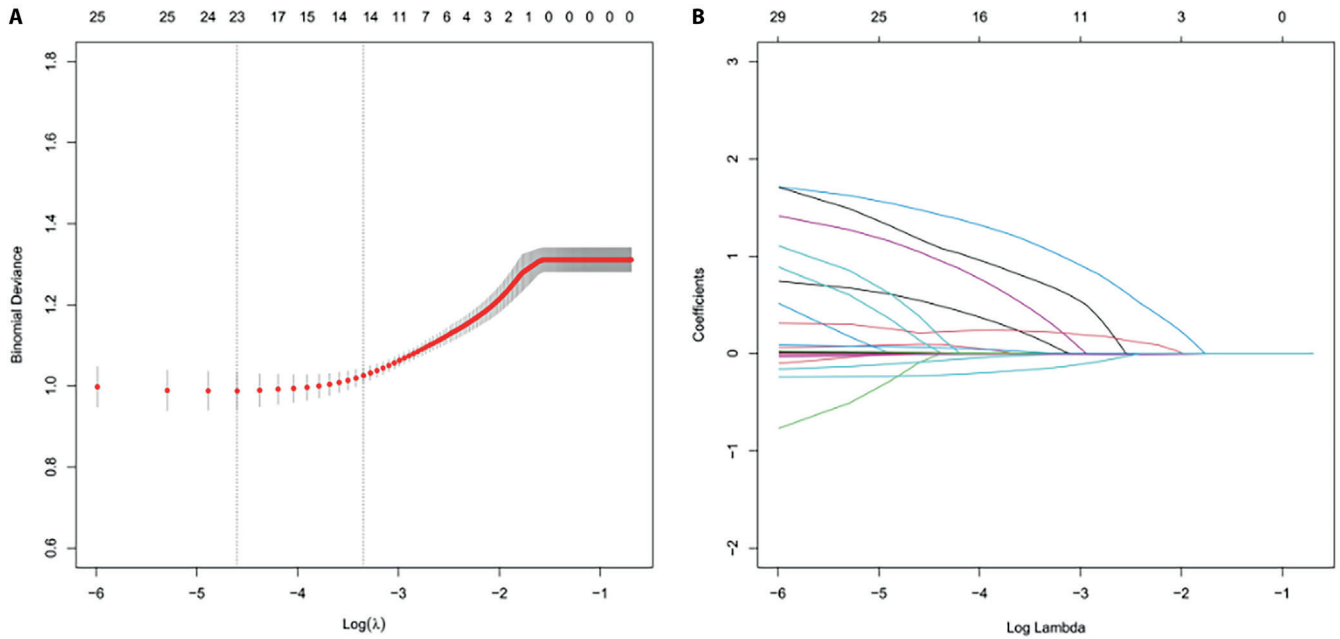 A
25 25 24 23 17 15 14 14 11 7 6 4 3 2 1 0 0 0 0 0
1.8
1.6
1.4
1.2
1.0
0.8
0.6
Binomial Deviance
−6 −5 −4 −3 −2 −1
Log(λ)
B
29 25 16 11 3 0
3
2
1
0
−1
−2
Coefficients
−6 −5 −4 −3 −2 −1
Log Lambda